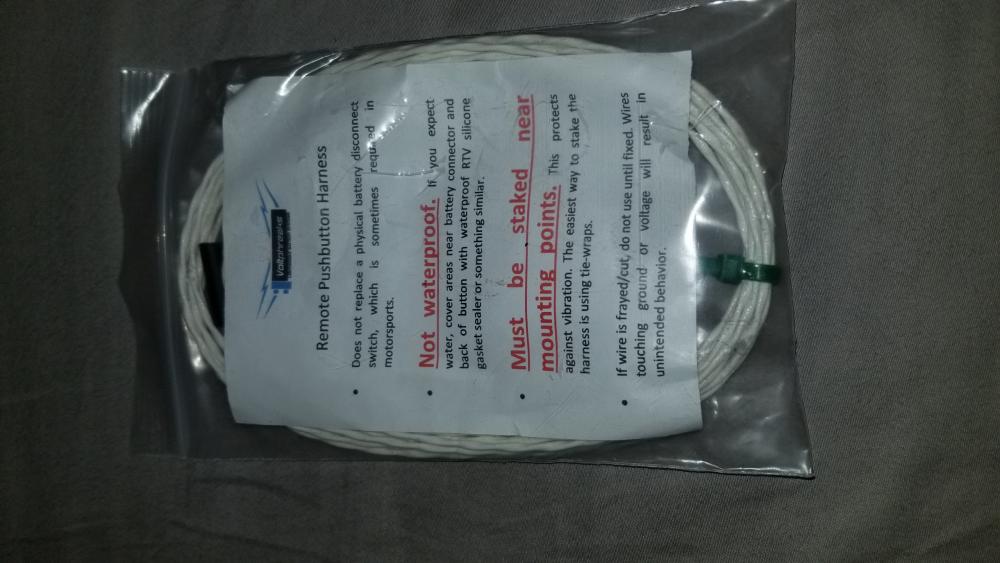 Voltphreaks
Remote Pushbutton Harness
• Does not replace a physical battery disconnect
switch, which is sometimes required in
motorsports.
• Not waterproof. If you expect
water, cover areas near battery connector and
back of button with waterproof RTV silicone
gasket sealer or something similar.
• Must be staked near
mounting points. This protects
against vibration. The easiest way to stake the
harness is using tie-wraps.
• If wire is frayed/cut, do not use until fixed. Wires
touching ground or voltage will result in
unintended behavior.